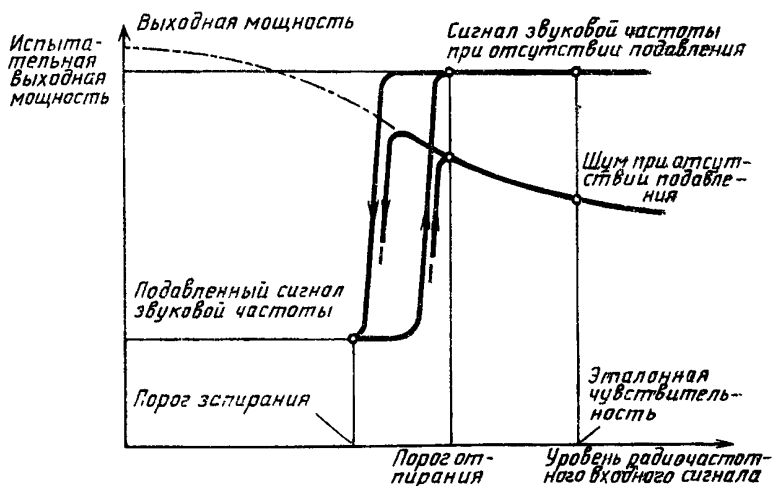 Выходная мощность
Испыта-
тельная
выходная
мощность
Сигнал звуковой частоты
при отсутствии подавления
Шум при отсут-
ствии подавле-
ния
Подавленный сигнал
звуковой частоты
Порог зспирания
Эталонная
чувствитель-
ность
Порог от-
пирания
Уровень радиочастот-
ного входного сигнала